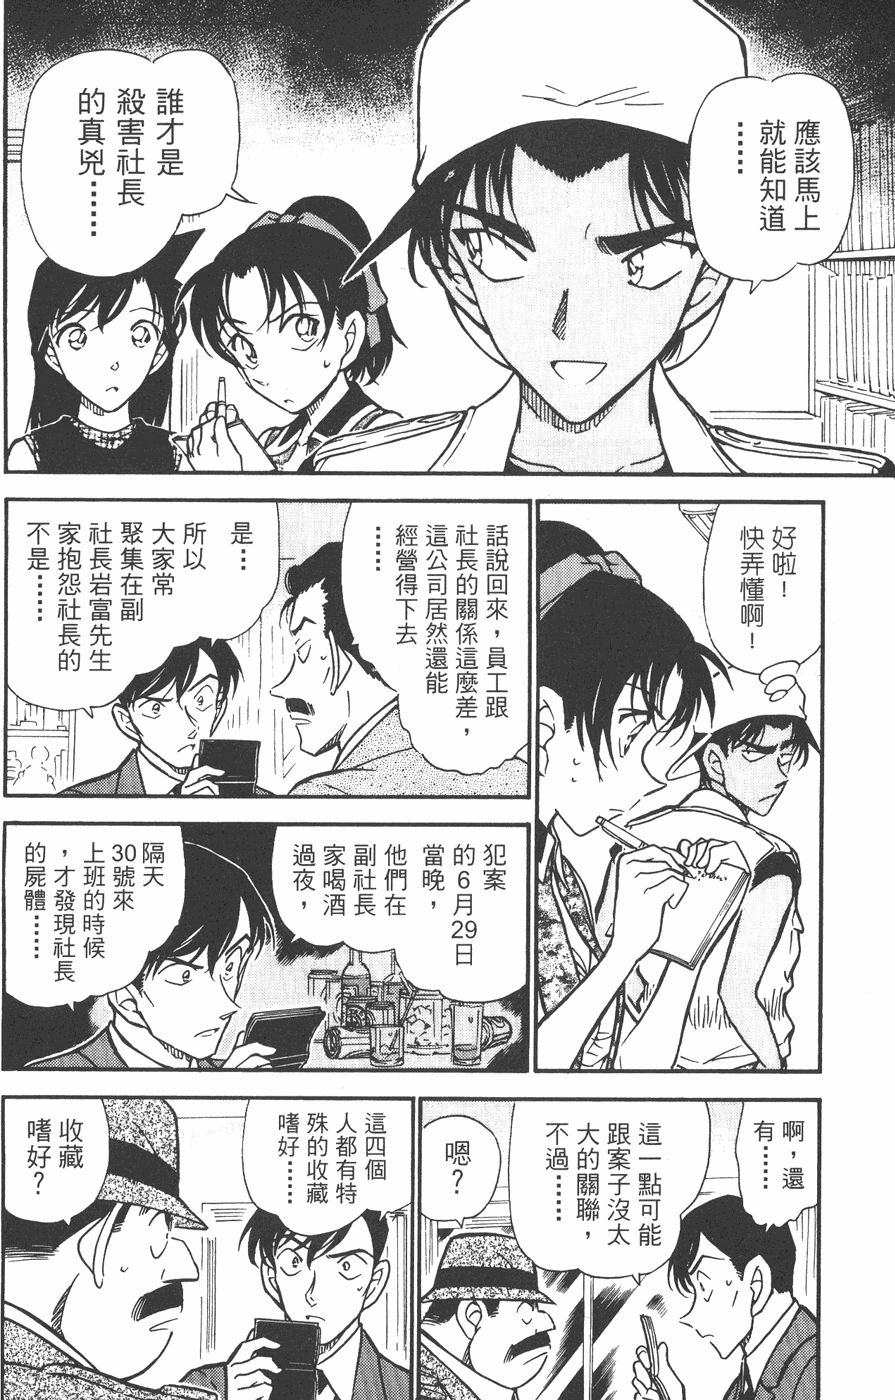 應該馬上
就能知道
……
誰才是
殺害社長
的真兇……
好啦！
快弄懂啊！
話說回來，員工跟
社長的關係這麼差，
這公司居然還能
經營得下去
……
是…
所以
大家常
聚集在副
社長岩富先生
家抱怨社長的
不是……
犯案
的6月29日
當晚，
他們在
副社長
家喝酒
過夜，
隔天
30號來
上班的時候
，才發現社長
的屍體……
啊，還
有……
這一點可能
跟案子沒太
大的關聯，
不過……
嗯？
這四個
人都有特
殊的收藏
嗜好……
收藏
嗜好？